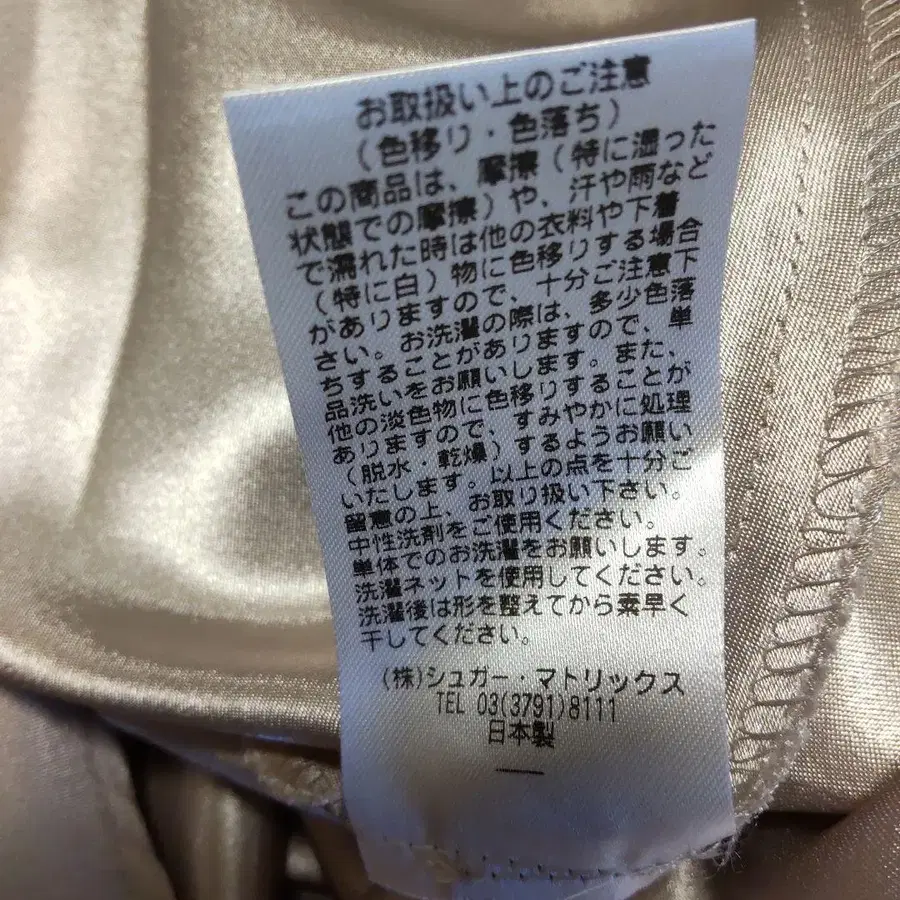 お取扱い上のご注意
(色移り・色落ち)
この商品は、摩擦(特に湿った
状態での摩擦)や、汗や雨など
で濡れた時は他の衣料や下着
(特に白)物に色移りする場合
がありますので、十分ご注意下
さい。お洗濯の際は、多少色落
ちすることがありますので、単
品洗いをお願いします。また、
他の淡色物に色移りすることが
ありますので、すみやかに処理
(脱水・乾燥)するようお願い
いたします。以上の点を十分ご
留意の上、お取り扱い下さい。
中性洗剤をご使用ください。
単体でのお洗濯をお願いします。
洗濯ネットを使用してください。
洗濯後は形を整えてから素早く
干してください。
(株)シュガー・マトリックス
TEL 03(3791)8111
日本製